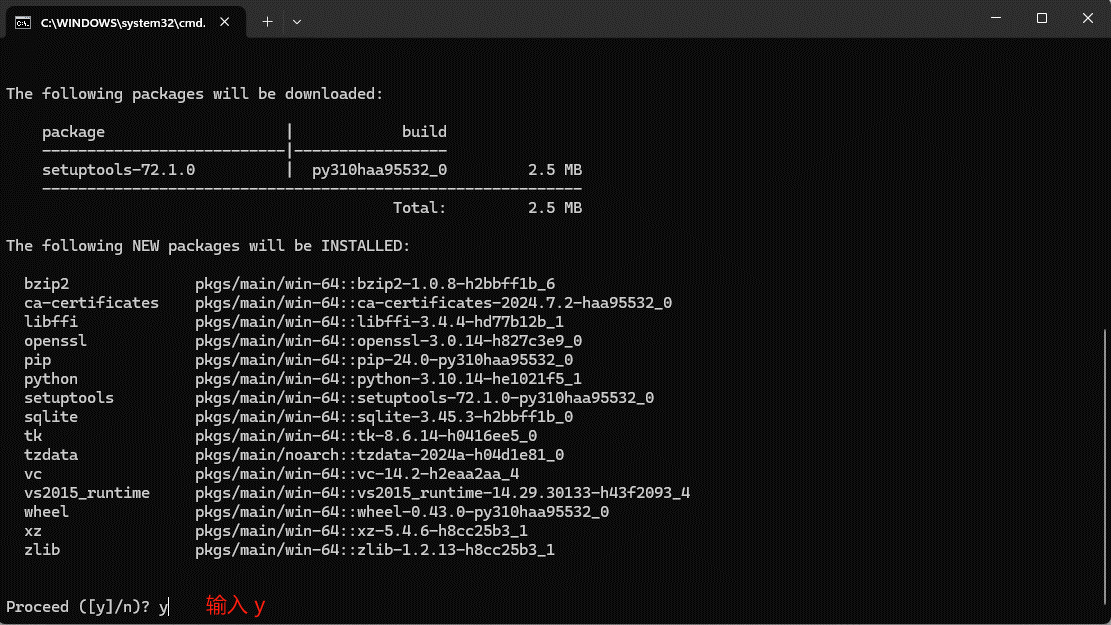 C:\WINDOWS\system32\cmd.
The following packages will be downloaded:
package | build
---------------------------|-----------------
setuptools-72.1.0 | py310haa95532_0 2.5 MB
------------------------------------------------------------
Total: 2.5 MB
The following NEW packages will be INSTALLED:
bzip2 pkgs/main/win-64::bzip2-1.0.8-h2bbff1b_6
ca-certificates pkgs/main/win-64::ca-certificates-2024.7.2-haa95532_0
libffi pkgs/main/win-64::libffi-3.4.4-hd77b12b_1
openssl pkgs/main/win-64::openssl-3.0.14-h827c3e9_0
pip pkgs/main/win-64::pip-24.0-py310haa95532_0
python pkgs/main/win-64::python-3.10.14-he1021f5_1
setuptools pkgs/main/win-64::setuptools-72.1.0-py310haa95532_0
sqlite pkgs/main/win-64::sqlite-3.45.3-h2bbff1b_0
tk pkgs/main/win-64::tk-8.6.14-h0416ee5_0
tzdata pkgs/main/noarch::tzdata-2024a-h04d1e81_0
vc pkgs/main/win-64::vc-14.2-h2eaa2aa_4
vs2015_runtime pkgs/main/win-64::vs2015_runtime-14.29.30133-h43f2093_4
wheel pkgs/main/win-64::wheel-0.43.0-py310haa95532_0
xz pkgs/main/win-64::xz-5.4.6-h8cc25b3_1
zlib pkgs/main/win-64::zlib-1.2.13-h8cc25b3_1
Proceed ([y]/n)? y 输入 y